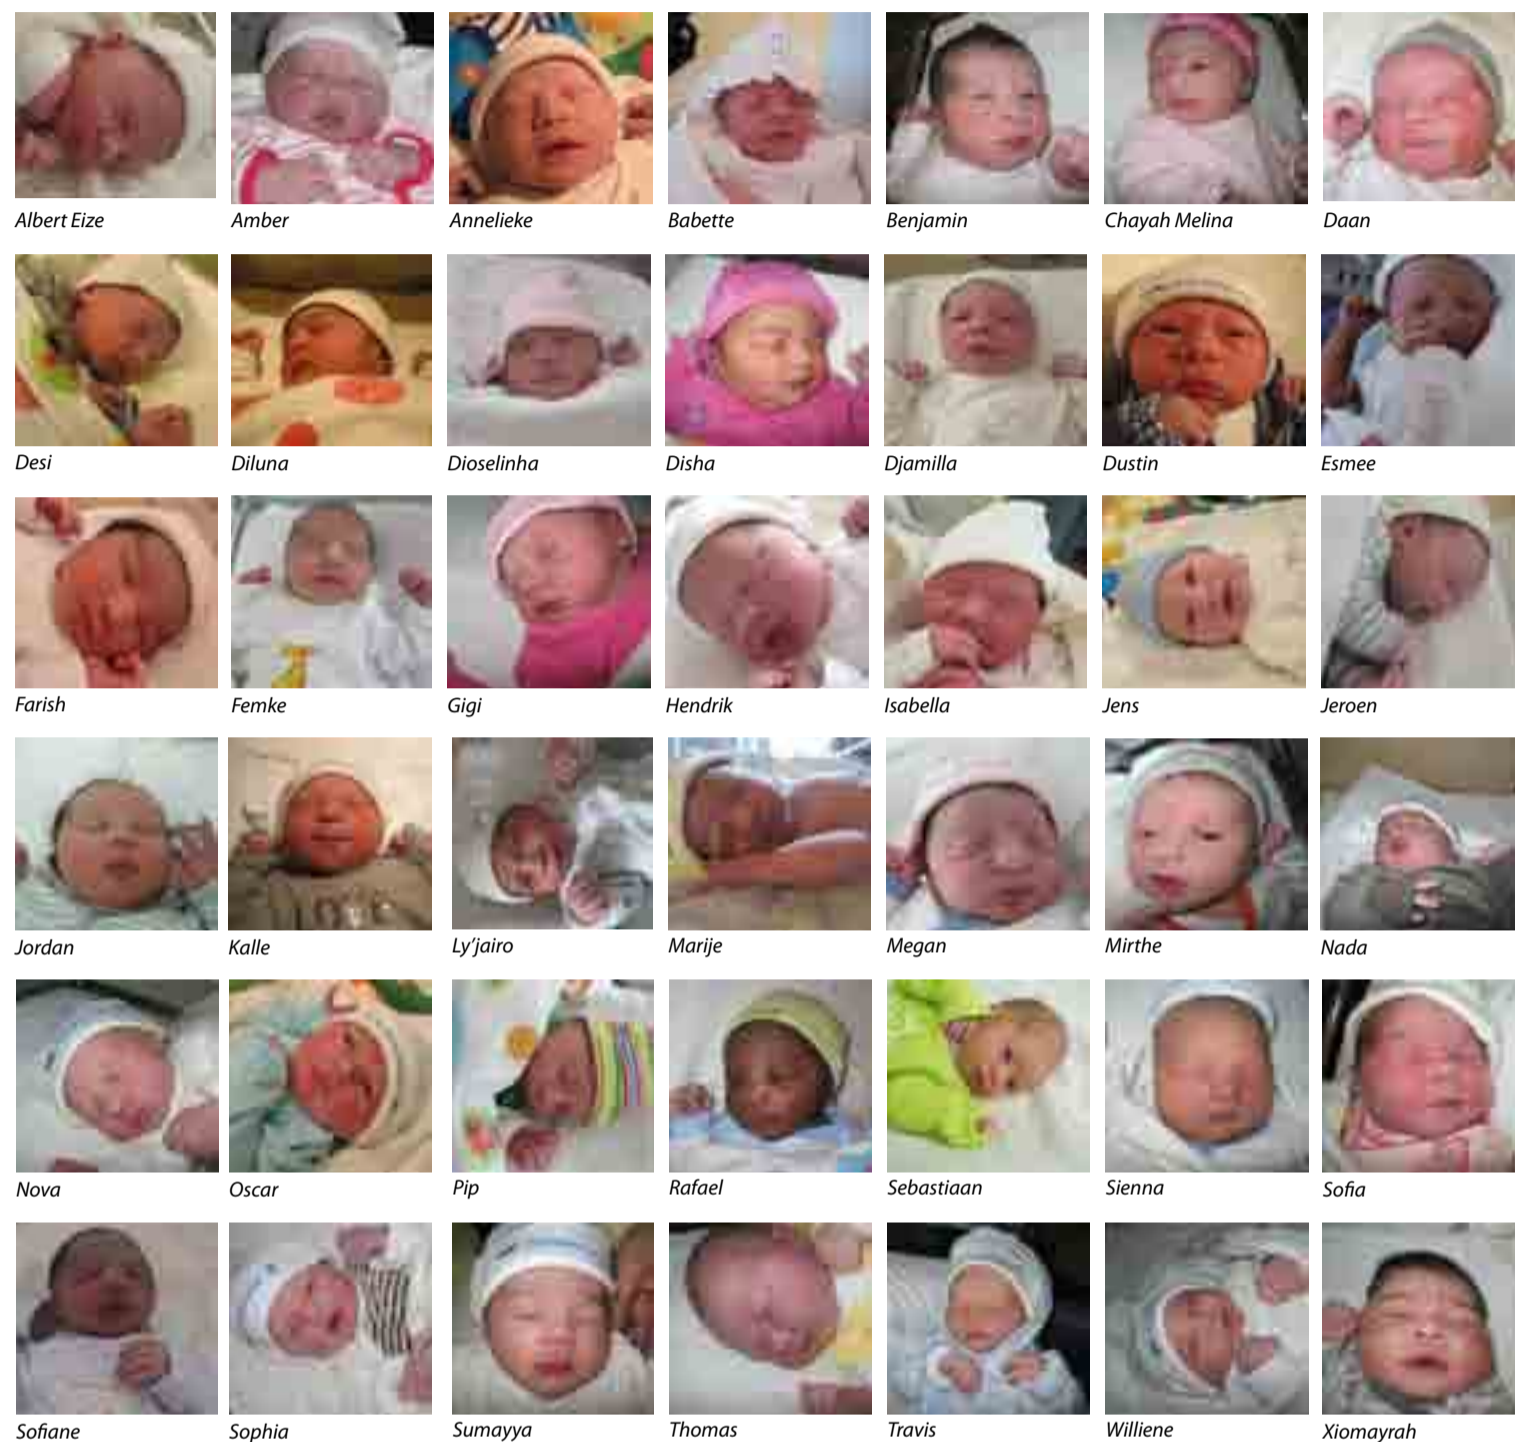 Albert Eize
Amber
Annelieke
Babette
Benjamin
Chayah Melina
Daan
Desi
Diluna
Dioselinha
Disha
Djamilla
Dustin
Esmee
Farish
Femke
Gigi
Hendrik
Isabella
Jens
Jeroen
Jordan
Kalle
Ly’jairo
Marije
Megan
Mirthe
Nada
Nova
Oscar
Pip
Rafael
Sebastiaan
Sienna
Sofia
Sofiane
Sophia
Sumayya
Thomas
Travis
Williene
Xiomayrah